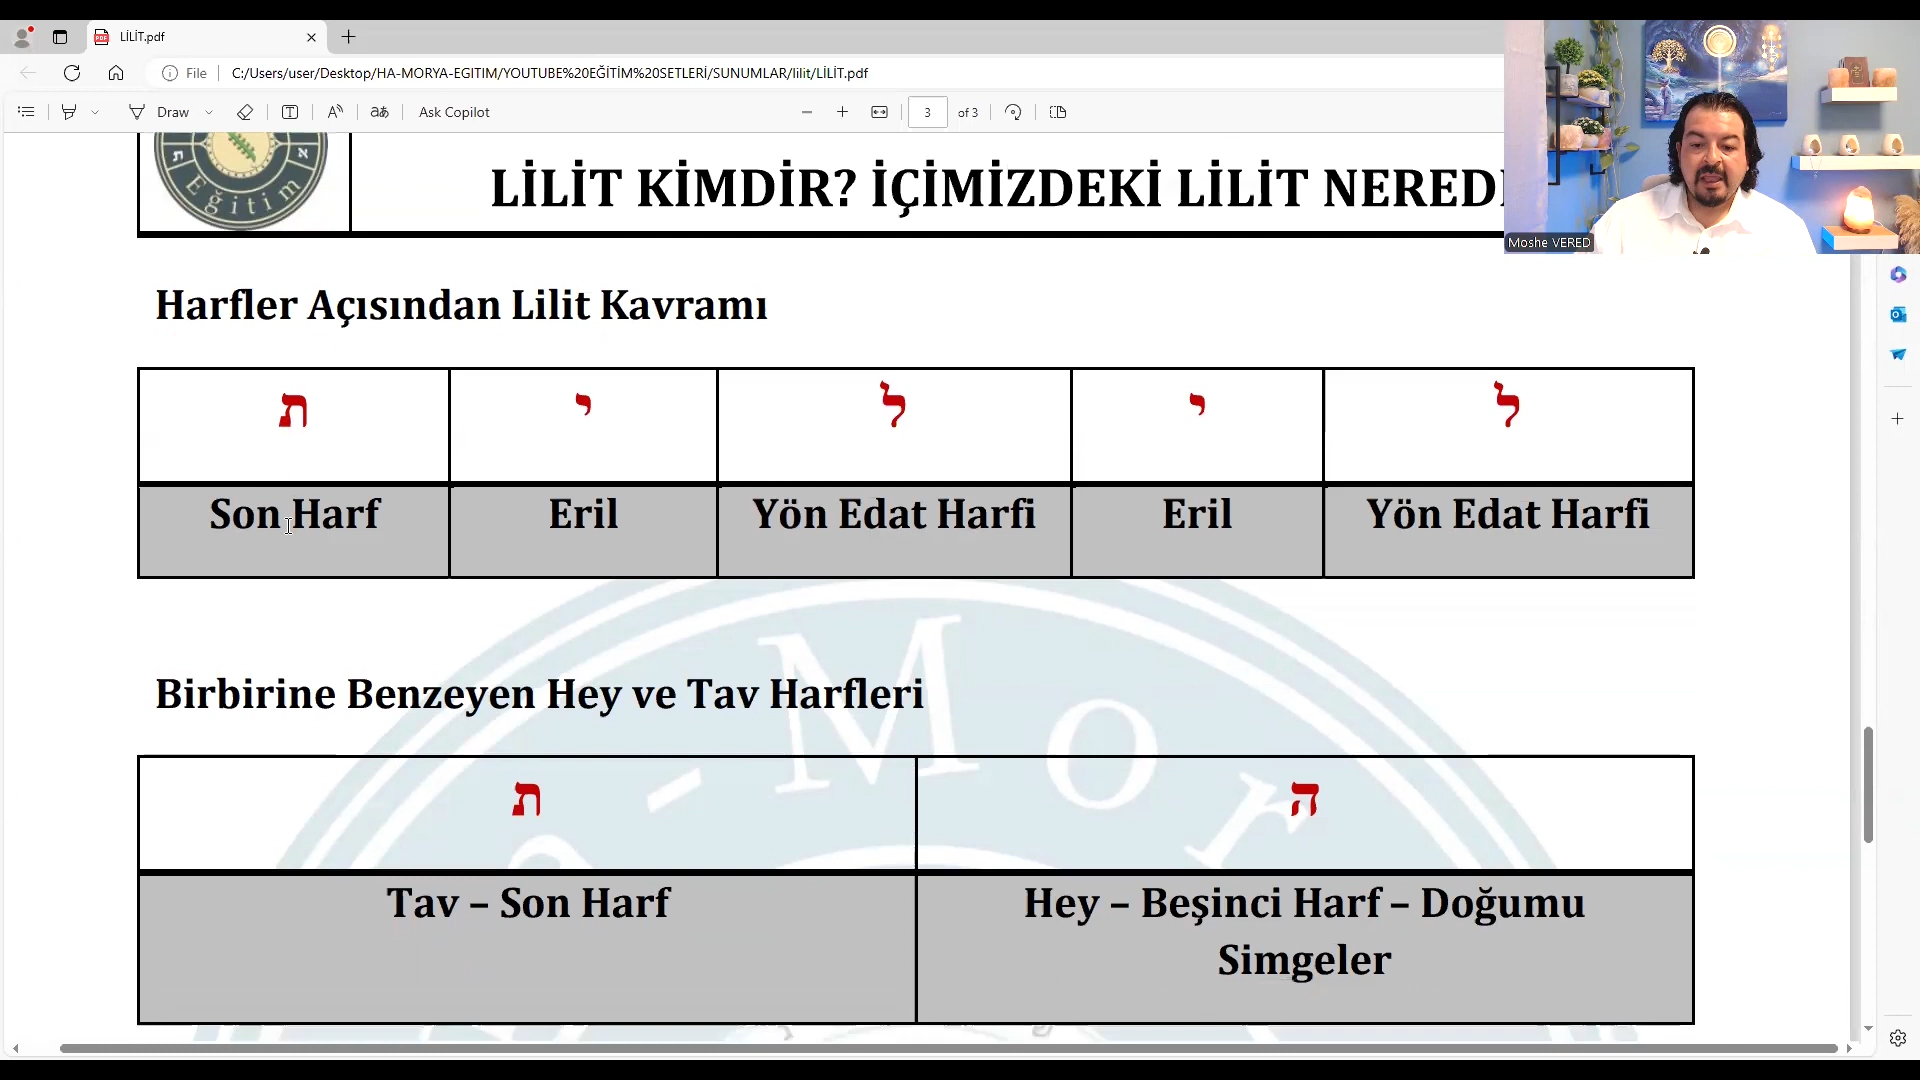 LİLİT.pdf
File
C:/Users/user/Desktop/HA-MORYA-EGITIM/YOUTUBE%20EĞİTİM%20SETLERİ/SUNUMLAR/lilit/LİLİT.pdf
Draw
Ask Copilot
3
of 3
Moshe VERED
Eğitim
LİLİT KİMDİR? İÇİMİZDEKİ LİLİT NEREDE
Harfler Açısından Lilit Kavramı
ל י ל י ת
Son Harf Eril Yön Edat Harfi Eril Yön Edat Harfi
Birbirine Benzeyen Hey ve Tav Harfleri
ת ה
Tav – Son Harf Hey – Beşinci Harf – Doğumu
Simgeler